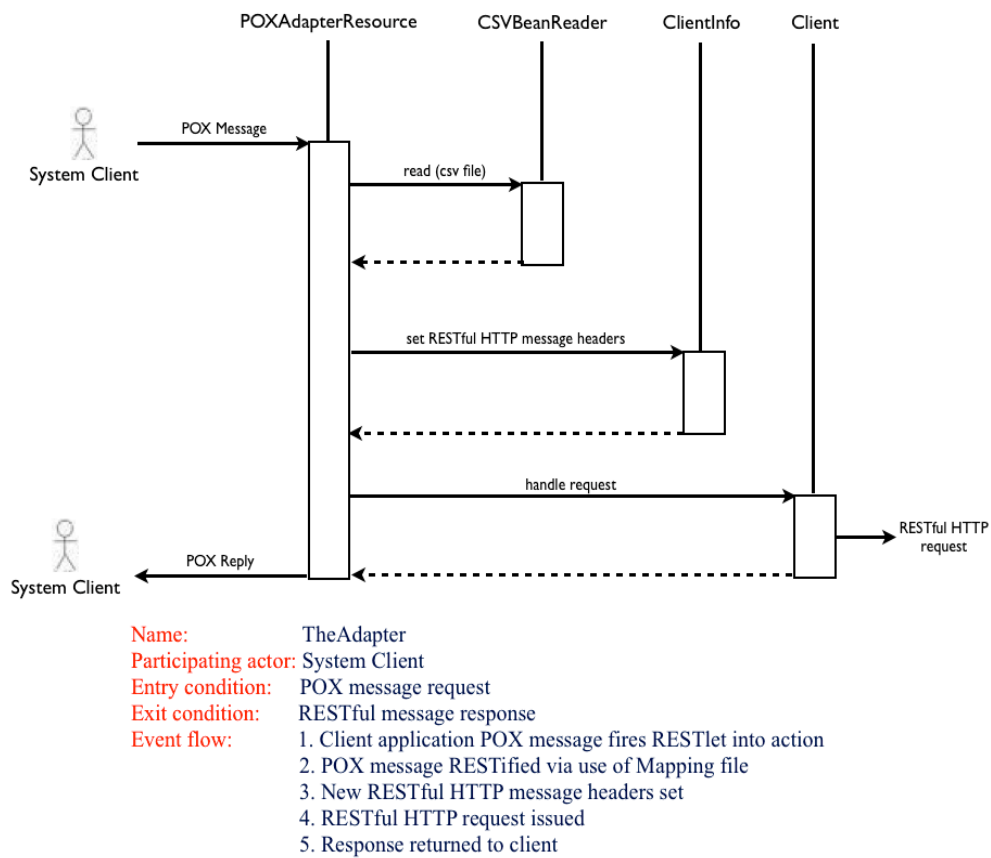 POXAdapterResource CSVBeanReader ClientInfo Client
POX Message
System Client
read (csv file)
set RESTful HTTP message headers
handle request
RESTful HTTP
request
POX Reply
System Client
Name: TheAdapter
Participating actor: System Client
Entry condition: POX message request
Exit condition: RESTful message response
Event flow: 1. Client application POX message fires RESTlet into action
2. POX message RESTified via use of Mapping file
3. New RESTful HTTP message headers set
4. RESTful HTTP request issued
5. Response returned to client